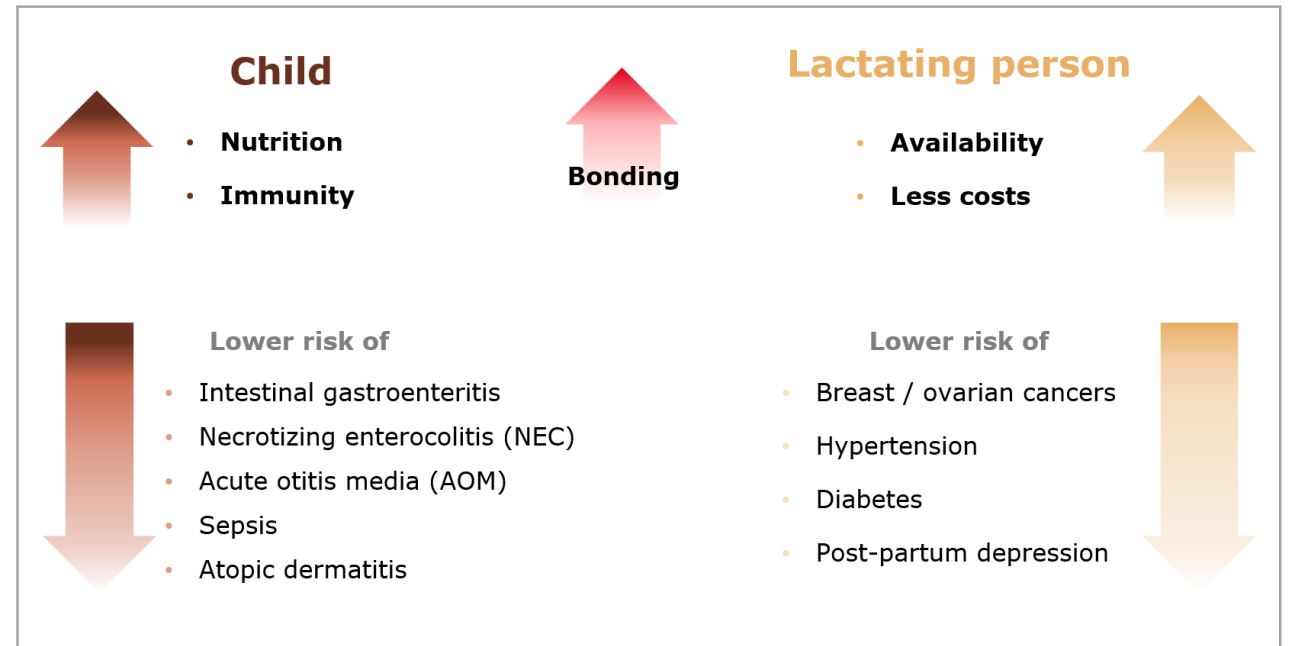 Child
• Nutrition
• Immunity
Bonding
Lactating person
• Availability
• Less costs
Lower risk of
• Intestinal gastroenteritis
• Necrotizing enterocolitis (NEC)
• Acute otitis media (AOM)
• Sepsis
• Atopic dermatitis
Lower risk of
• Breast / ovarian cancers
• Hypertension
• Diabetes
• Post-partum depression